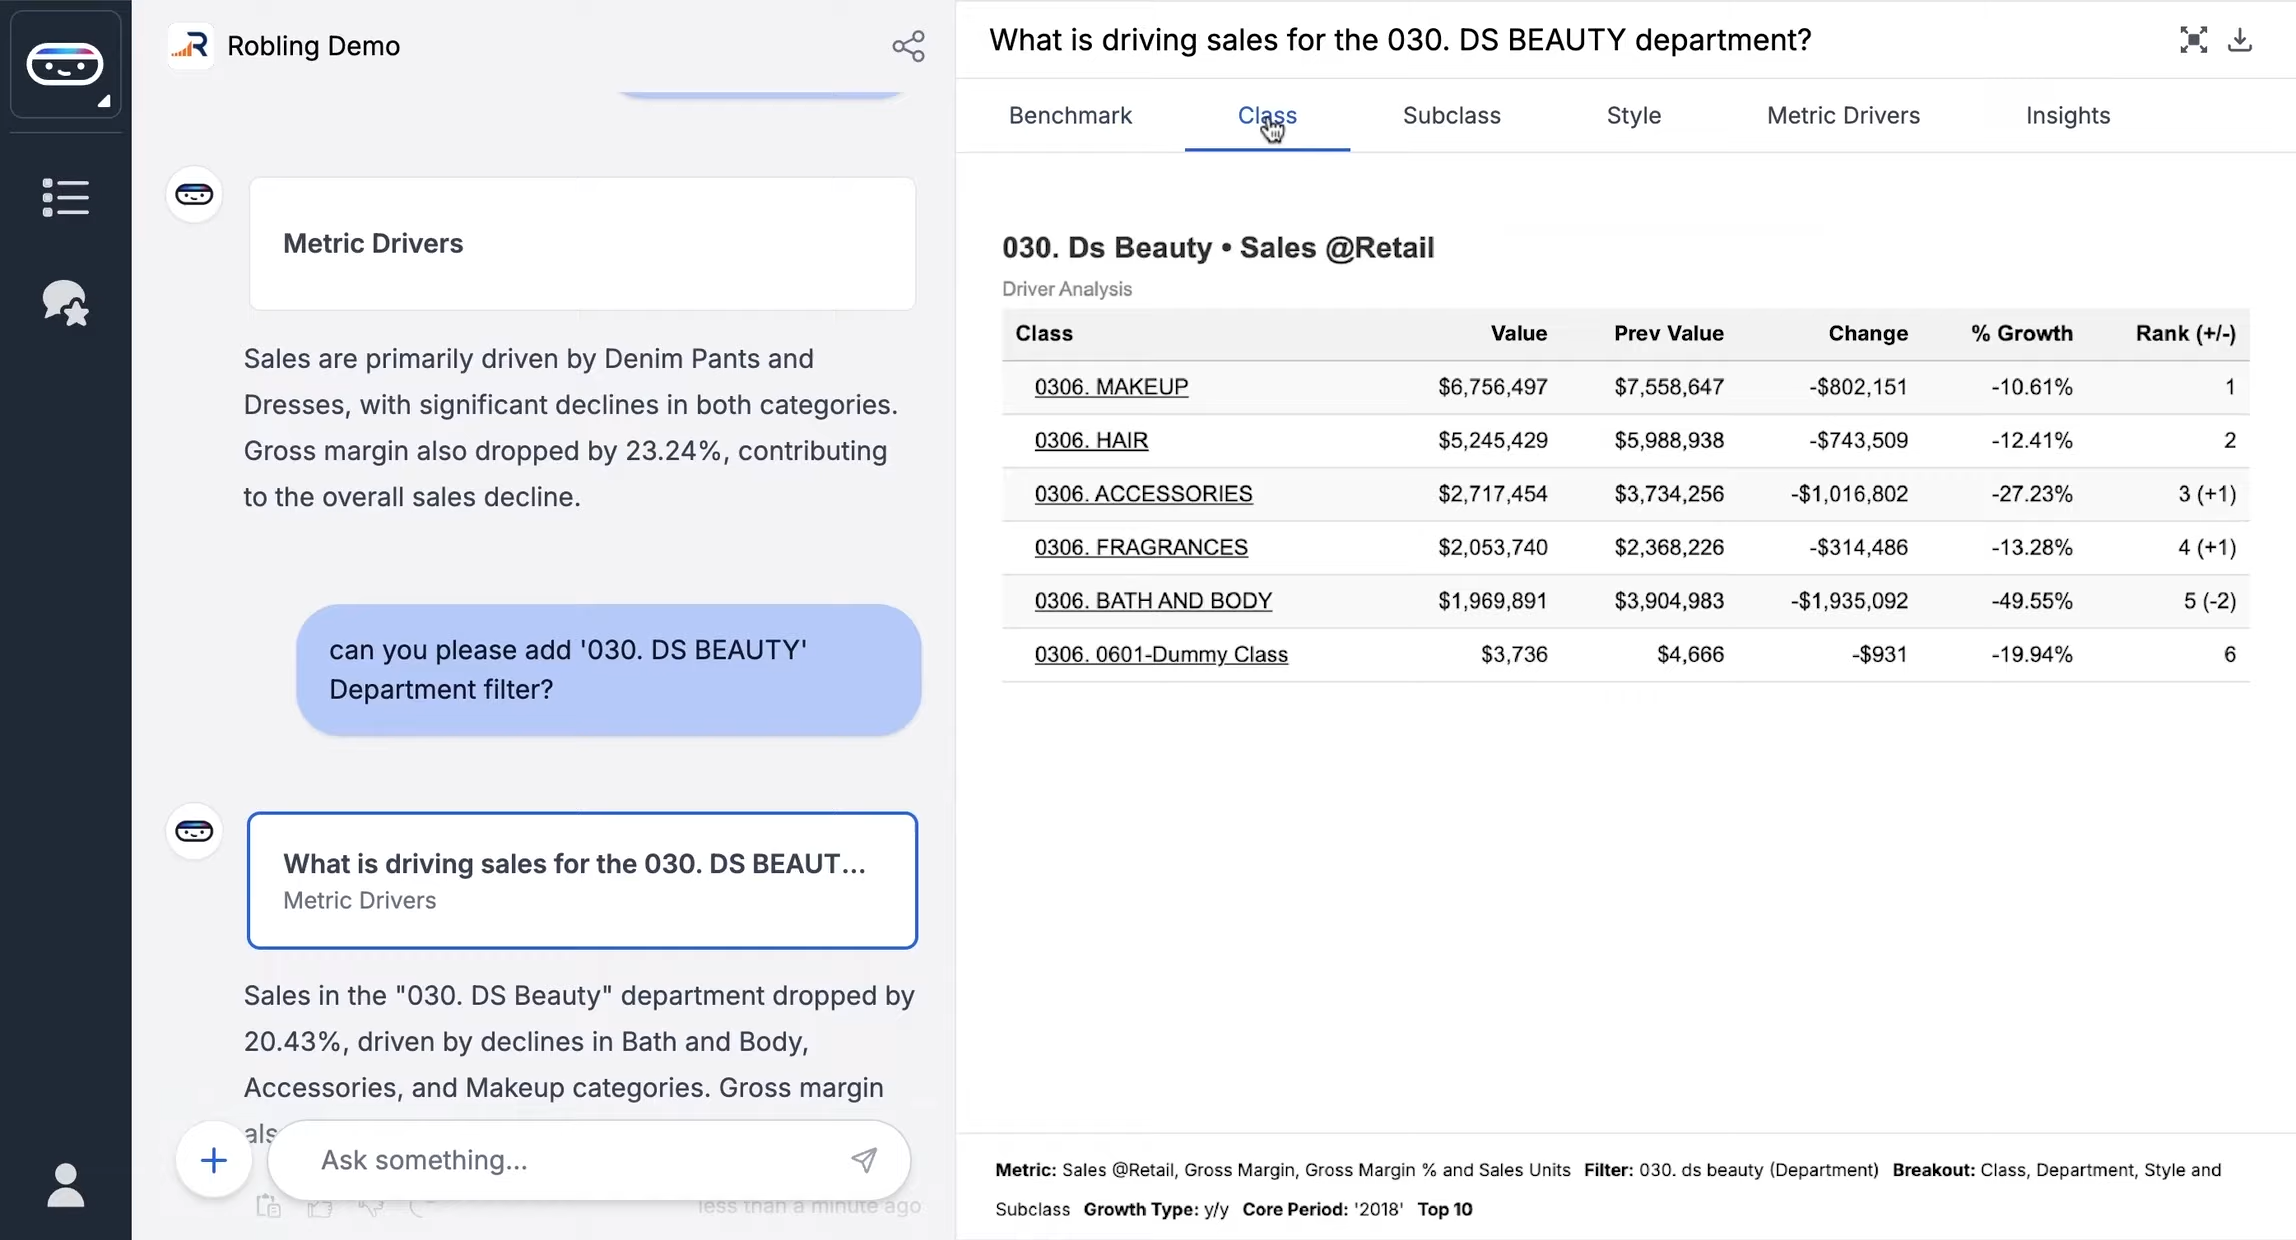 Robling Demo
Metric Drivers
Sales are primarily driven by Denim Pants and
Dresses, with significant declines in both categories.
Gross margin also dropped by 23.24%, contributing
to the overall sales decline.
can you please add '030. DS BEAUTY'
Department filter?
What is driving sales for the 030. DS BEAUT...
Metric Drivers
Sales in the "030. DS Beauty" department dropped by
20.43%, driven by declines in Bath and Body,
Accessories, and Makeup categories. Gross margin
Ask something...
less than a minute ago
What is driving sales for the 030. DS BEAUTY department?
Benchmark Class Subclass Style Metric Drivers Insights
030. Ds Beauty • Sales @Retail
Driver Analysis
Class Value Prev Value Change % Growth Rank (+/-)
0306. MAKEUP $6,756,497 $7,558,647 -$802,151 -10.61% 1
0306. HAIR $5,245,429 $5,988,938 -$743,509 -12.41% 2
0306. ACCESSORIES $2,717,454 $3,734,256 -$1,016,802 -27.23% 3 (+1)
0306. FRAGRANCES $2,053,740 $2,368,226 -$314,486 -13.28% 4 (+1)
0306. BATH AND BODY $1,969,891 $3,904,983 -$1,935,092 -49.55% 5 (-2)
0306. 0601-Dummy Class $3,736 $4,666 -$931 -19.94% 6
Metric: Sales @Retail, Gross Margin, Gross Margin % and Sales Units Filter: 030. ds beauty (Department) Breakout: Class, Department, Style and
Subclass Growth Type: y/y Core Period: '2018' Top 10